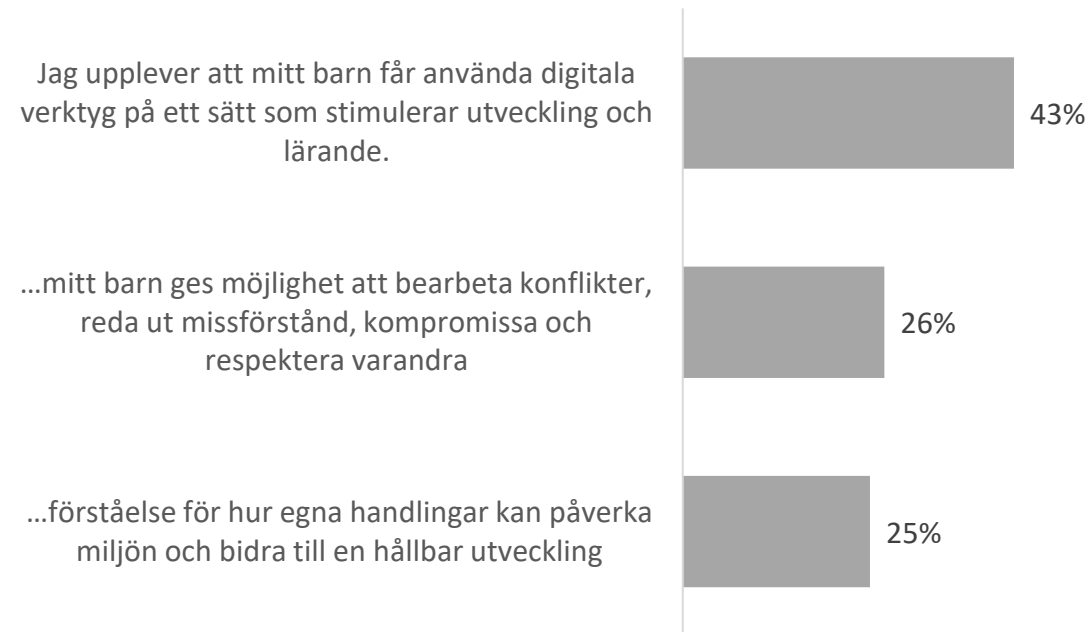 Jag upplever att mitt barn får använda digitala
verktyg på ett sätt som stimulerar utveckling och
lärande.
43%
...mitt barn ges möjlighet att bearbeta konflikter,
reda ut missförstånd, kompromissa och
respektera varandra
26%
...förståelse för hur egna handlingar kan påverka
miljön och bidra till en hållbar utveckling
25%